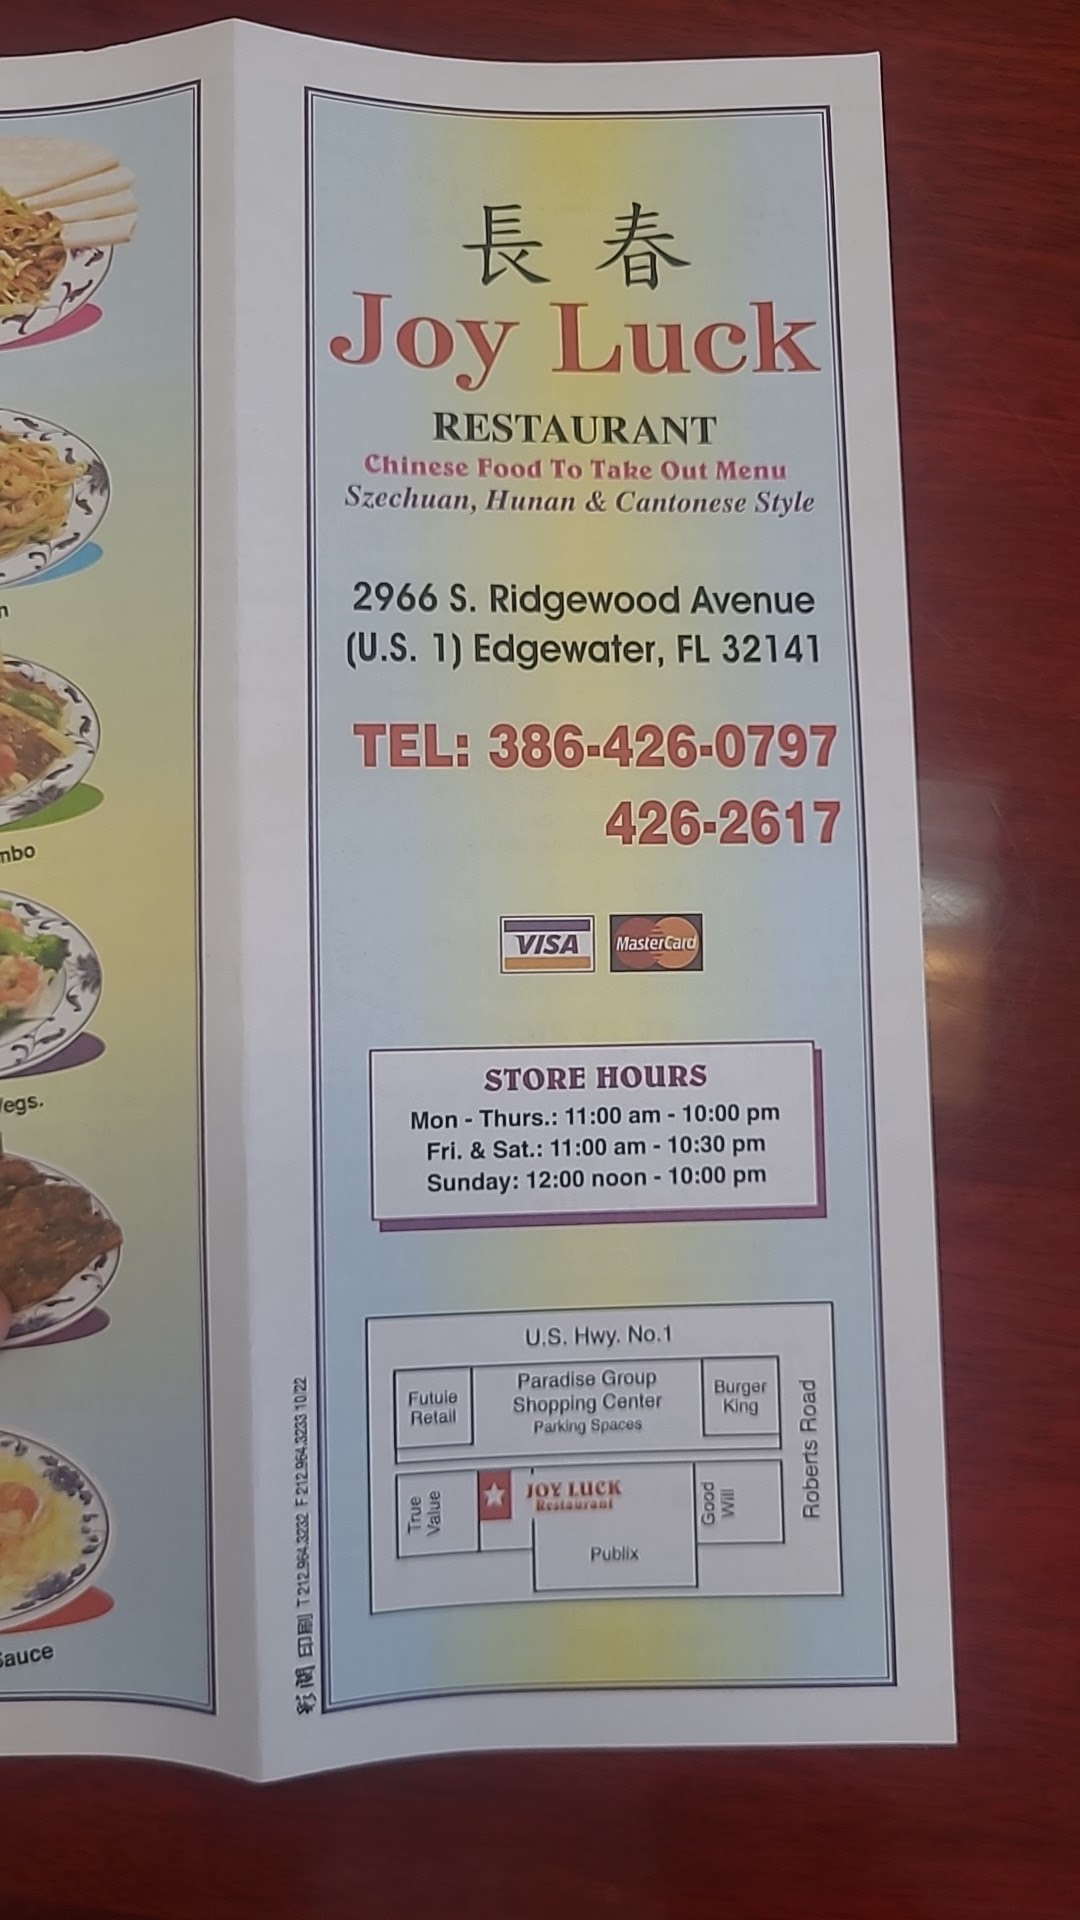 長 春
Joy Luck
RESTAURANT
Chinese Food To Take Out Menu
Szechuan, Hunan & Cantonese Style
2966 S. Ridgewood Avenue
(U.S. 1) Edgewater, FL 32141
TEL: 386-426-0797
426-2617
VISA
MasterCard
STORE HOURS
Mon - Thurs.: 11:00 am - 10:00 pm
Fri. & Sat.: 11:00 am - 10:30 pm
Sunday: 12:00 noon - 10:00 pm
U.S. Hwy. No.1
Futuie
Retail
Paradise Group
Shopping Center
Parking Spaces
Burger
King
Roberts Road
True
Value
JOY LUCK
Restaurant
Good
Will
Publix
印刷 T 212.964.3232 F 212.964.3233 10/22
n
mbo
egs.
Sauce